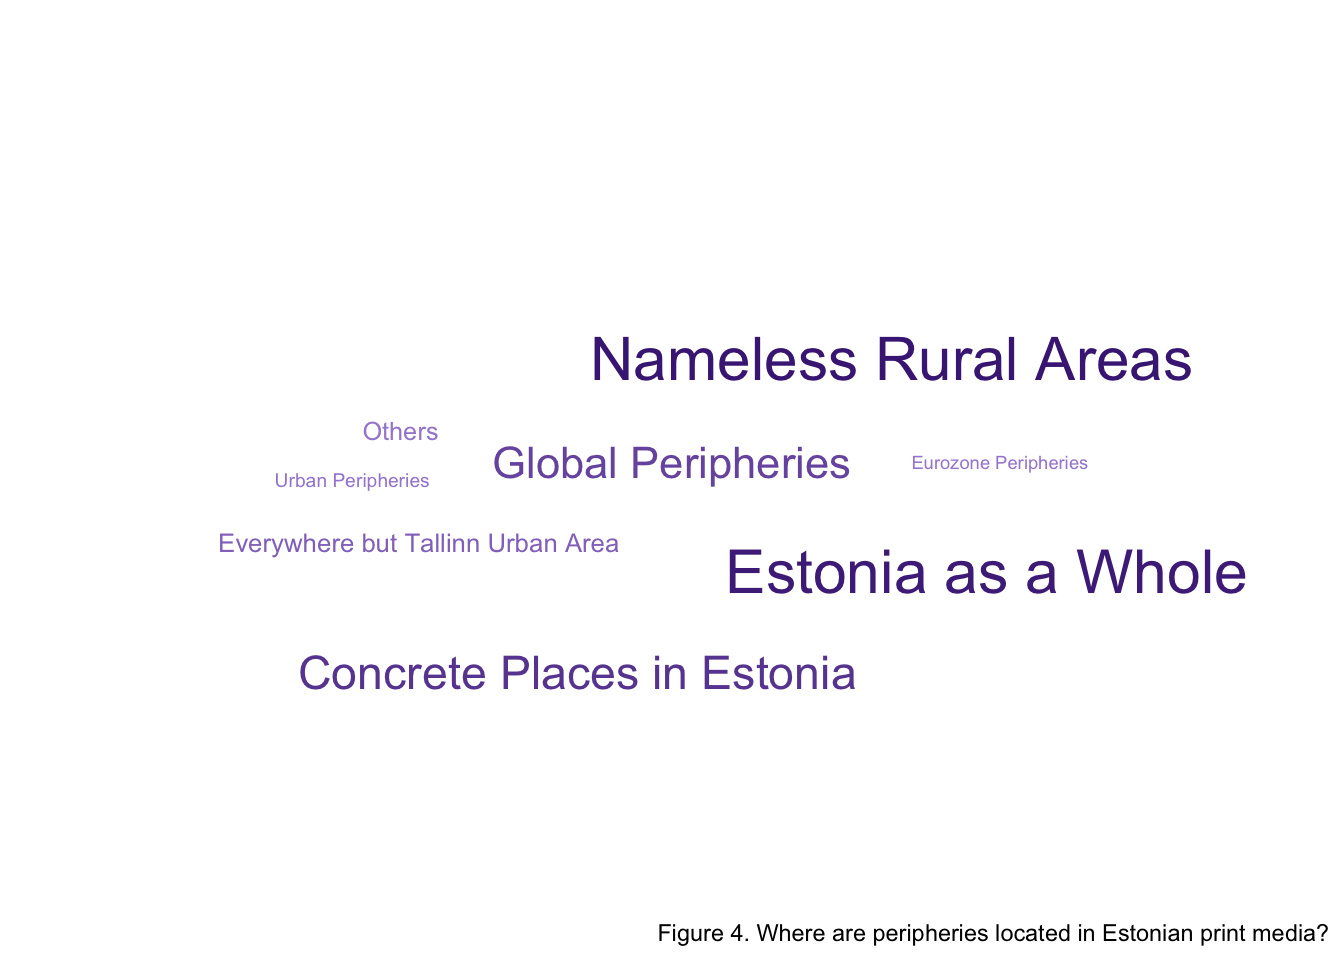 Nameless Rural Areas
Others
Global Peripheries
Eurozone Peripheries
Urban Peripheries
Everywhere but Tallinn Urban Area
Estonia as a Whole
Concrete Places in Estonia
Figure 4. Where are peripheries located in Estonian print media?